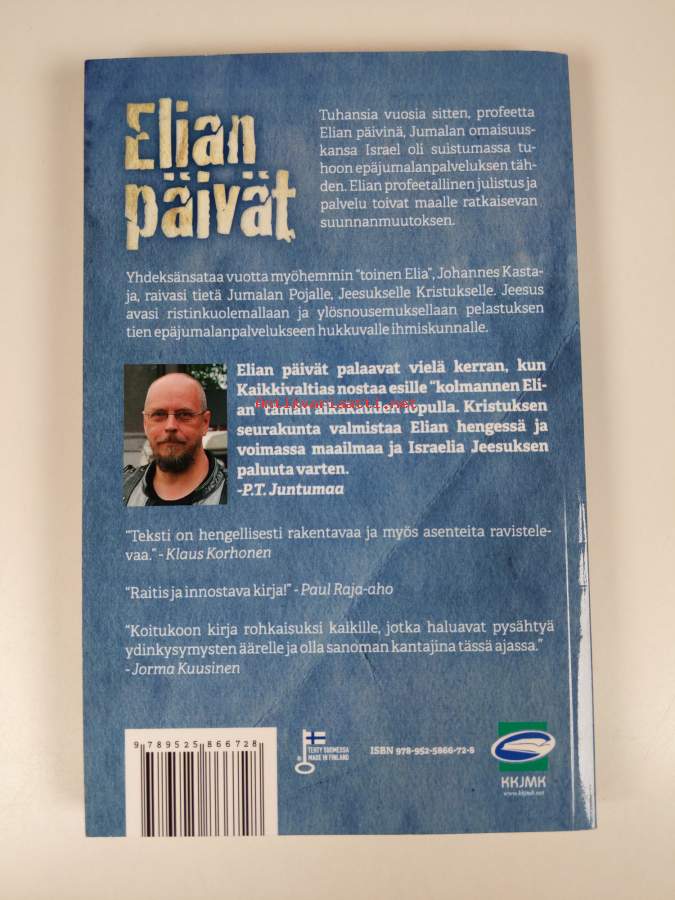 Elian
päivät
Tuhansia vuosia sitten, profeetta
Elian päivinä, Jumalan omaisuus-
kansa Israel oli suistumassa tu-
hoon epäjumalanpalveluksen täh-
den. Elian profeetallinen julistus ja
palvelu toivat maalle ratkaisevan
suunnanmuutoksen.
Yhdeksänsataa vuotta myöhemmin "toinen Elia", Johannes Kasta-
ja, raivasi tietä Jumalan Pojalle, Jeesukselle Kristukselle. Jeesus
avasi ristinkuolemallaan ja ylösnousemuksellaan pelastuksen
tien epäjumalanpalvelukseen hukkuvalle ihmiskunnalle.
Elian päivät palaavat vielä kerran, kun
Kaikkivaltias nostaa esille "kolmannen Eli-
an" tämän aikakauden lopulla. Kristuksen
seurakunta valmistaa Elian hengessä ja
voimassa maailmaa ja Israelia Jeesuksen
paluuta varten.
-P.T. Juntumaa
"Teksti on hengellisesti rakentavaa ja myös asenteita ravistele-
vaa." - Klaus Korhonen
"Raitis ja innostava kirja!" - Paul Raja-aho
"Koitukoon kirja rohkaisuksi kaikille, jotka haluavat pysähtyä
ydinkysymysten äärelle ja olla sanoman kantajina tässä ajassa."
- Jorma Kuusinen
9 789525 866728
TEHTY SUOMESSA
MADE IN FINLAND
ISBN 978-952-5866-72-8
KKJMK
www.kkjmk.net